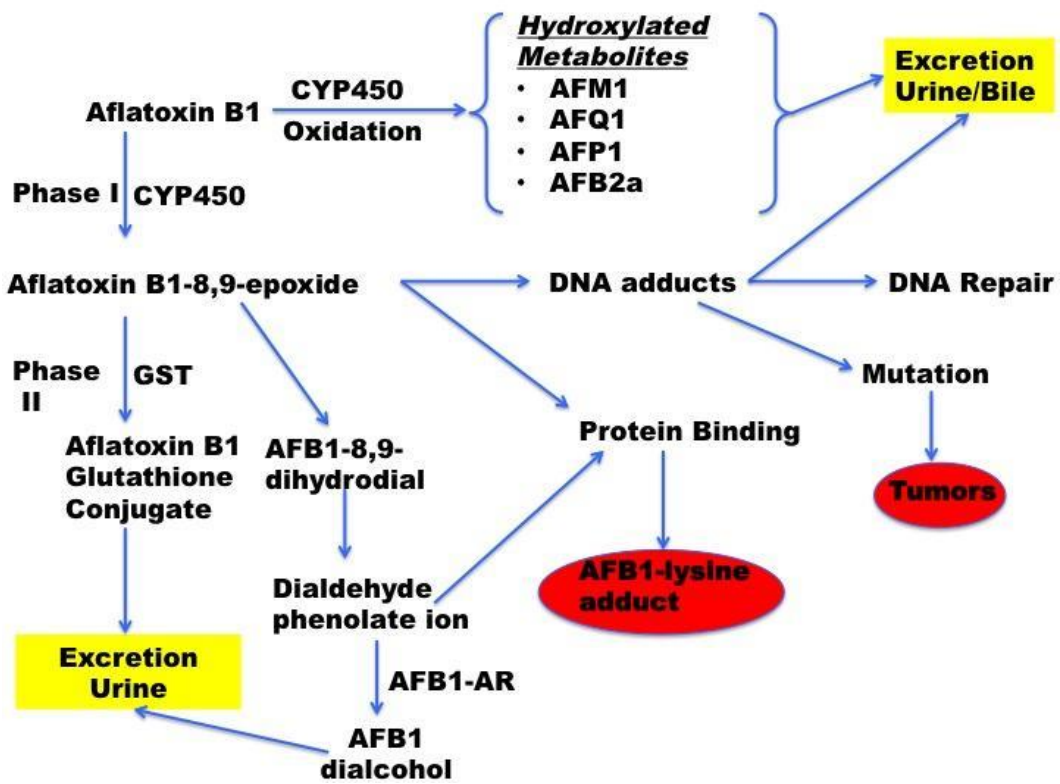 Hydroxylated
Metabolites
• AFM1
• AFQ1
• AFP1
• AFB2a
Excretion
Urine/Bile
Aflatoxin B1
CYP450
Oxidation
Phase I
CYP450
Aflatoxin B1-8,9-epoxide
DNA adducts
DNA Repair
Phase
II
GST
Mutation
Aflatoxin B1
Glutathione
Conjugate
AFB1-8,9-
dihydrodial
Protein Binding
Tumors
Dialdehyde
phenolate ion
AFB1-lysine
adduct
Excretion
Urine
AFB1-AR
AFB1
dialcohol